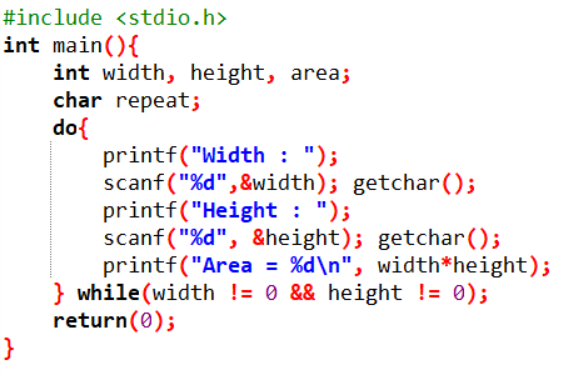 #include <stdio.h>
int main(){
    int width, height, area;
    char repeat;
    do{
        printf("Width : ");
        scanf("%d",&width); getchar();
        printf("Height : ");
        scanf("%d", &height); getchar();
        printf("Area = %d\n", width*height);
    } while(width != 0 && height != 0);
    return(0);
}